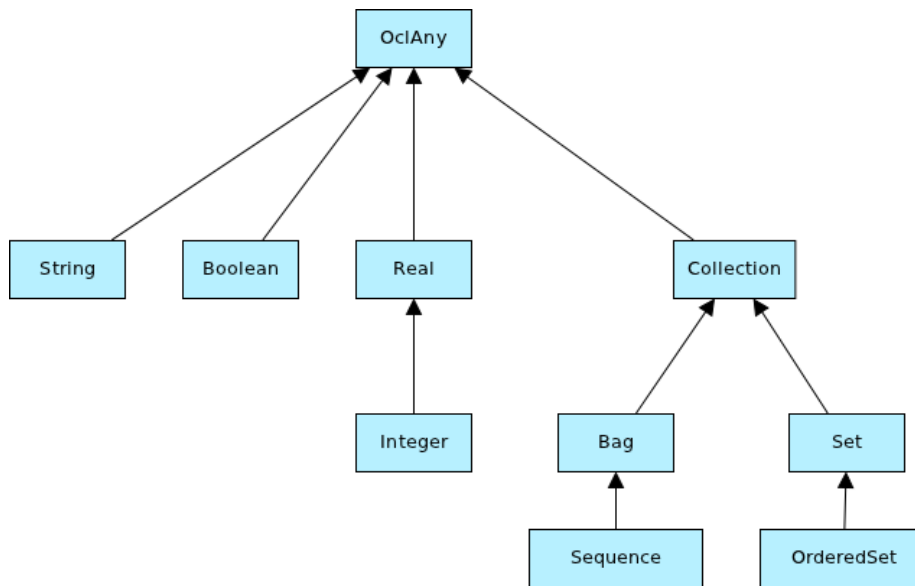 OclAny
String
Boolean
Real
Collection
Integer
Bag
Set
Sequence
OrderedSet